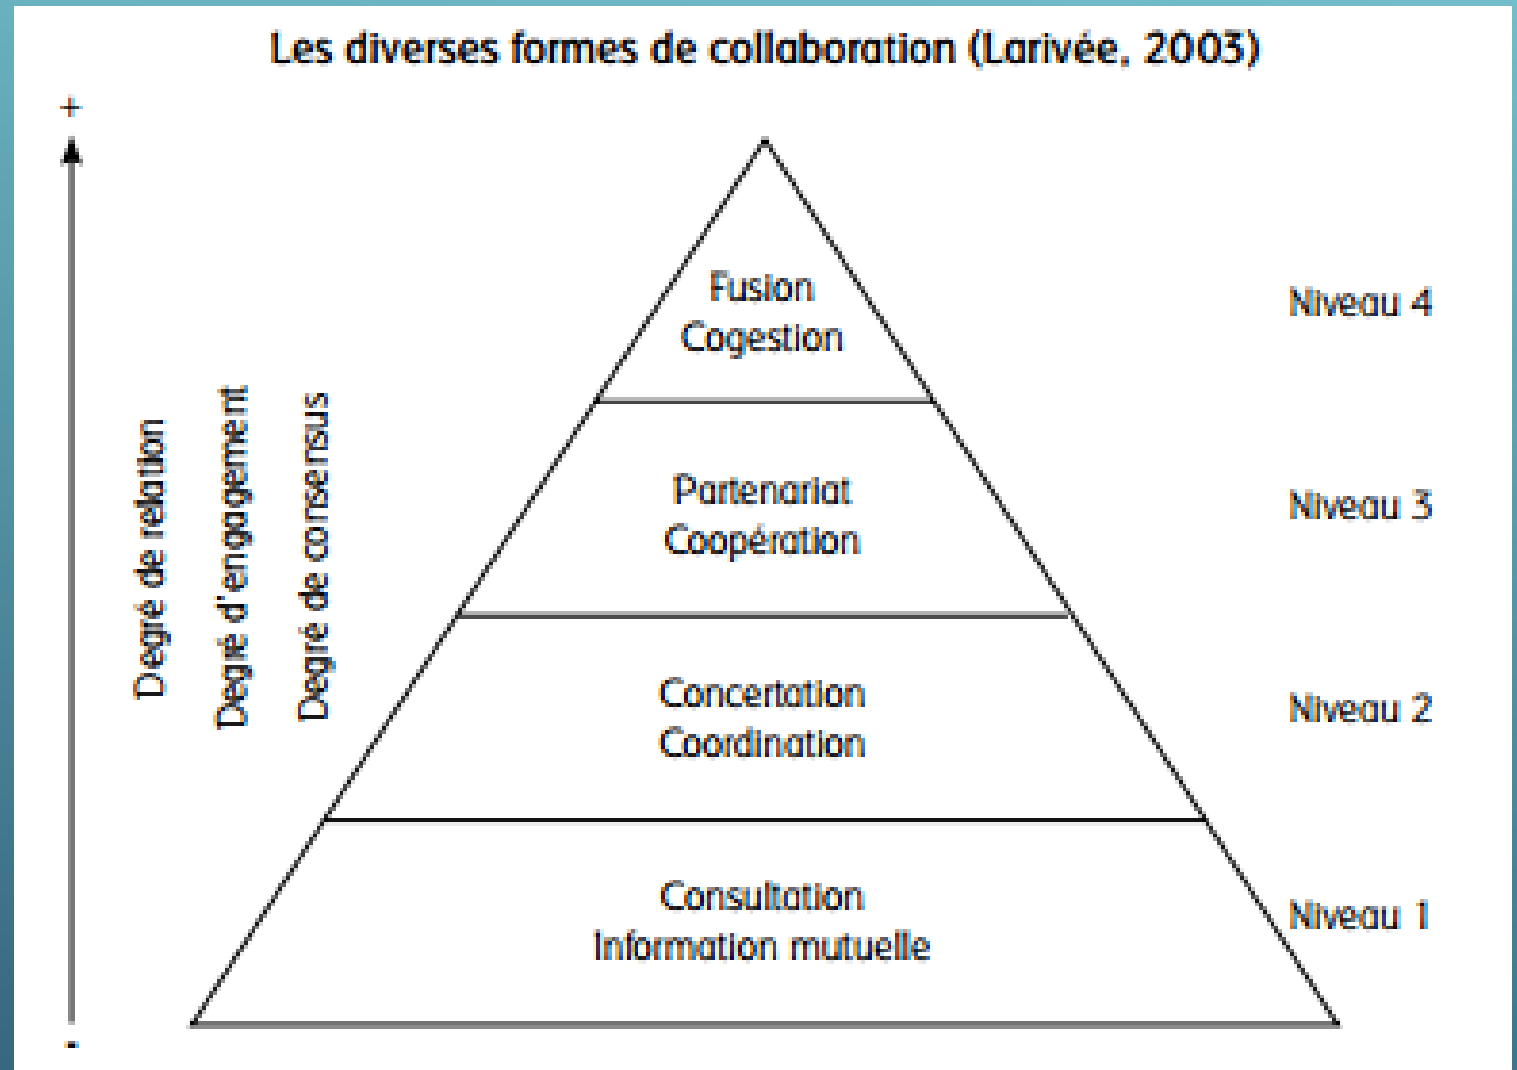 Les diverses formes de collaboration (Larivée, 2003)
+
Fusion
Cogestion
Niveau 4
Degré de relation
Degré d'engagement
Degré de consensus
Partenariat
Coopération
Niveau 3
Concertation
Coordination
Niveau 2
Consultation
Information mutuelle
Niveau 1
-